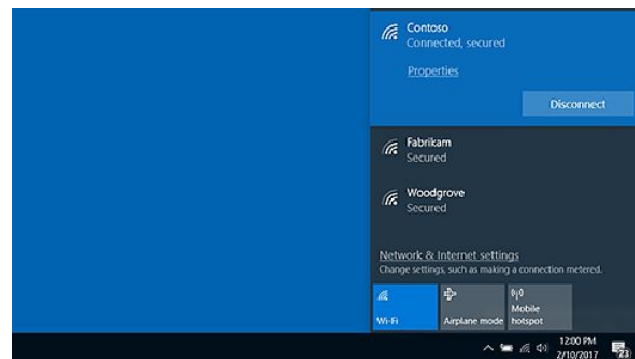 Contoso
Connected, secured
Properties
Disconnect
Fabrikam
Secured
Woodgrove
Secured
Network & Internet settings
Change settings, such as making a connection metered.
Wi-Fi
Airplane mode
Mobile
hotspot
12:00 PM
2/10/2017
23